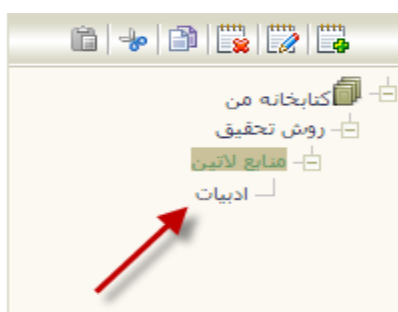 کتابخانه من
روش تحقیق
منابع لاتین
ادبیات